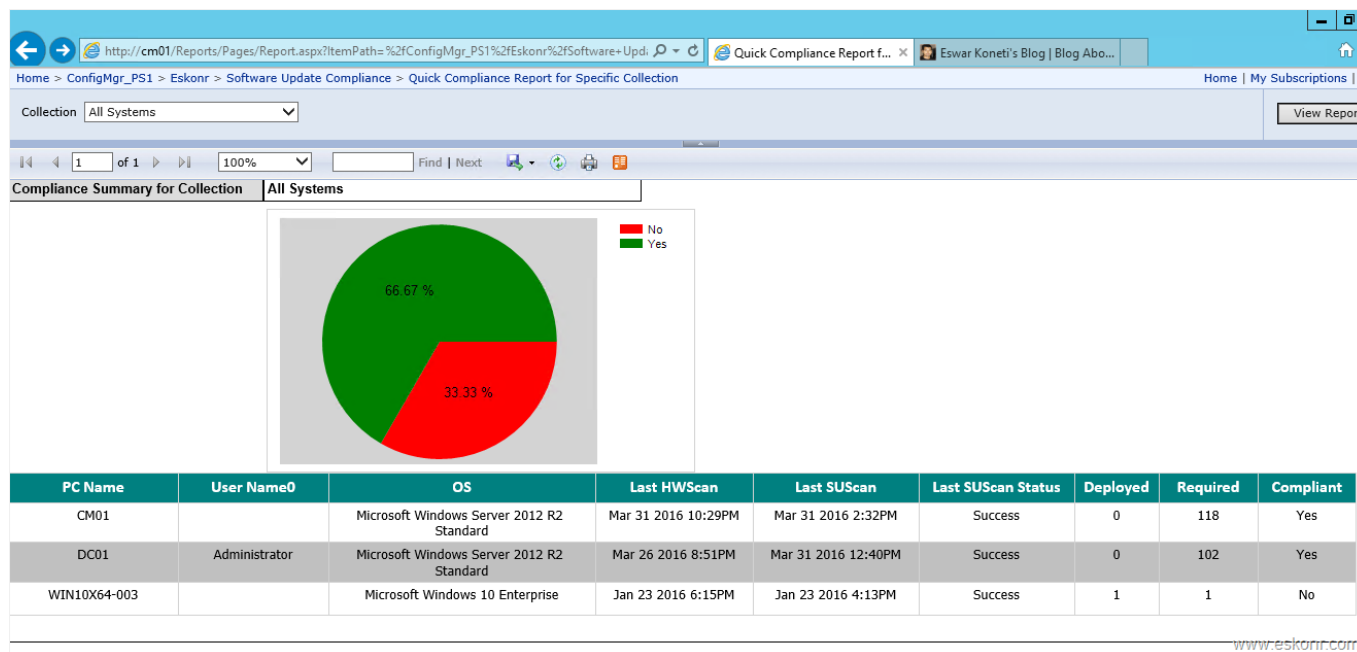 http://cm01/Reports/Pages/Report.aspx?ItemPath=%2fConfigMgr_PS1%2fEskonr%2fSoftware+Upd
Quick Compliance Report f...
Eswar Koneti's Blog | Blog Abo...
Home > ConfigMgr_PS1 > Eskonr > Software Update Compliance > Quick Compliance Report for Specific Collection
Home | My Subscriptions |
Collection All Systems
View Repor
1 of 1 100% Find | Next
Compliance Summary for Collection All Systems
No
Yes
66.67 %
33.33 %
PC Name User Name0 OS Last HWScan Last SUScan Last SUScan Status Deployed Required Compliant
CM01 Microsoft Windows Server 2012 R2 Standard Mar 31 2016 10:29PM Mar 31 2016 2:32PM Success 0 118 Yes
DC01 Administrator Microsoft Windows Server 2012 R2 Standard Mar 26 2016 8:51PM Mar 31 2016 12:40PM Success 0 102 Yes
WIN10X64-003 Microsoft Windows 10 Enterprise Jan 23 2016 6:15PM Jan 23 2016 4:13PM Success 1 1 No
www.eskonr.com